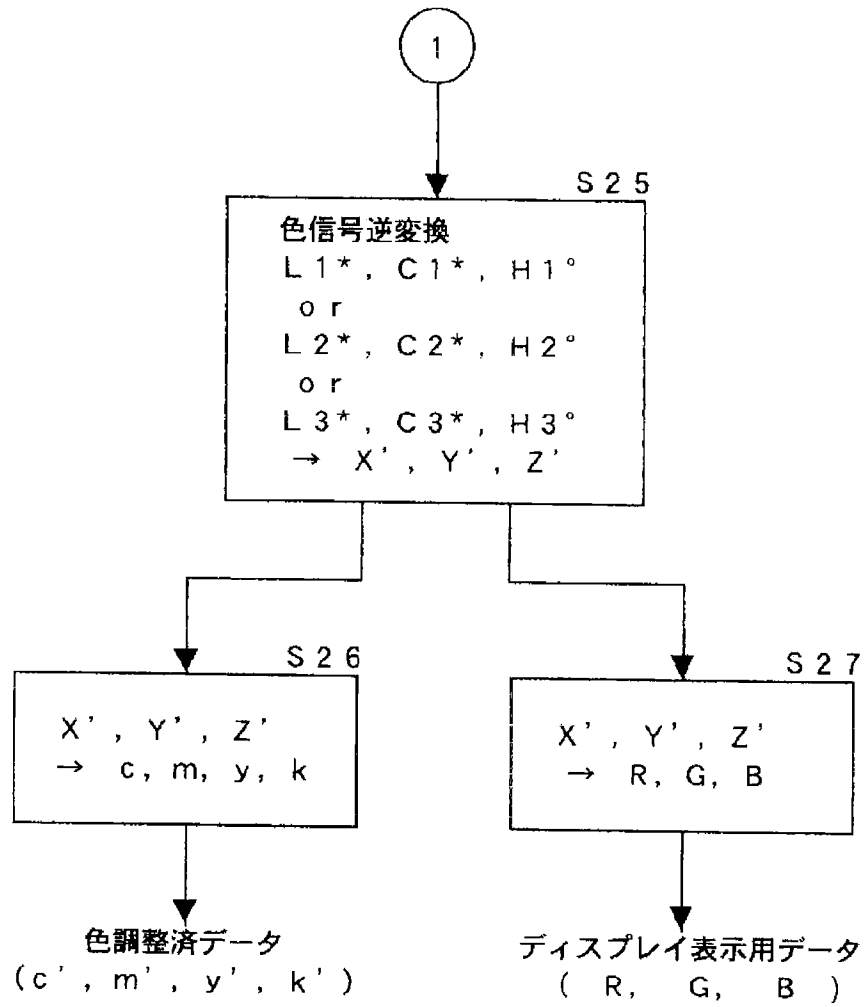 1
S25
色信号逆変換
L1*, C1*, H1°
or
L2*, C2*, H2°
or
L3*, C3*, H3°
→ X', Y', Z'
S26
X', Y', Z'
→ c, m, y, k
S27
X', Y', Z'
→ R, G, B
色調整済データ
(c', m', y', k')
ディスプレイ表示用データ
( R, G, B )